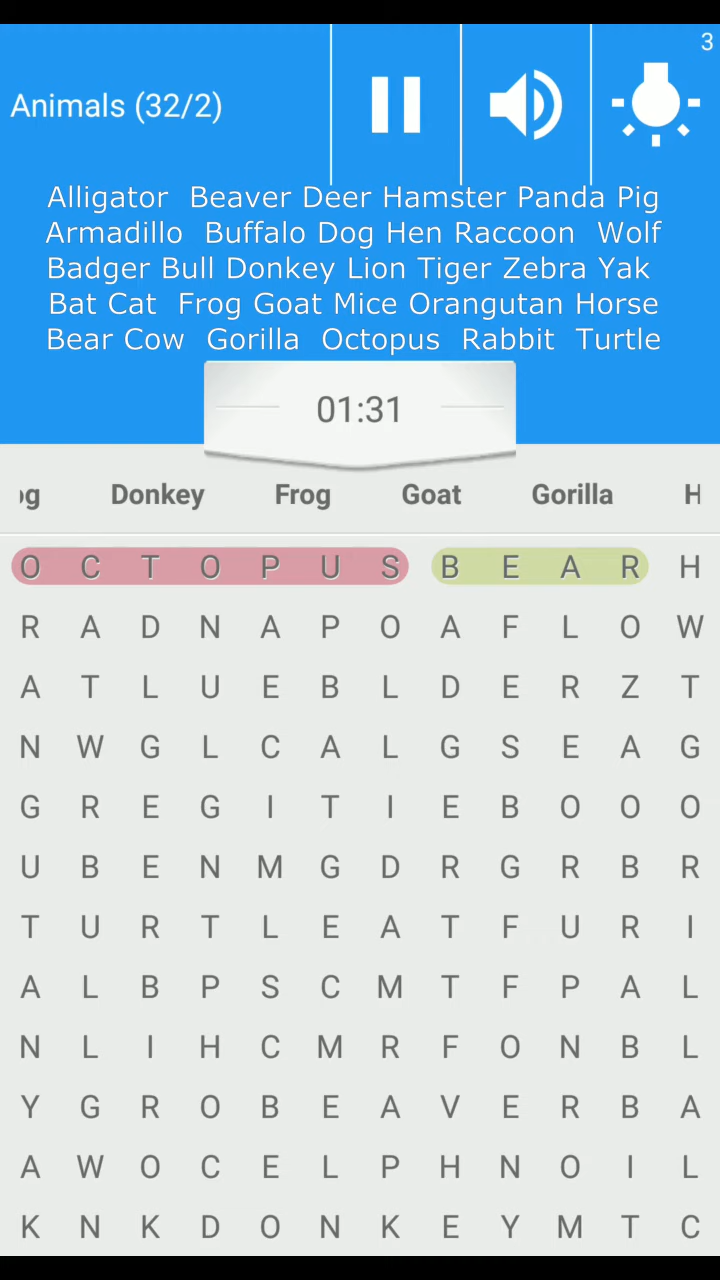 3
Animals (32/2)
Alligator Beaver Deer Hamster Panda Pig
Armadillo Buffalo Dog Hen Raccoon Wolf
Badger Bull Donkey Lion Tiger Zebra Yak
Bat Cat Frog Goat Mice Orangutan Horse
Bear Cow Gorilla Octopus Rabbit Turtle
01:31
og Donkey Frog Goat Gorilla H
O C T O P U S B E A R H
R A D N A P O A F L O W
A T L U E B L D E R Z T
N W G L C A L G S E A G
G R E G I T I E B O O O
U B E N M G D R G R B R
T U R T L E A T F U R I
A L B P S C M T F P A L
N L I H C M R F O N B L
Y G R O B E A V E R B A
A W O C E L P H N O I L
K N K D O N K E Y M T C